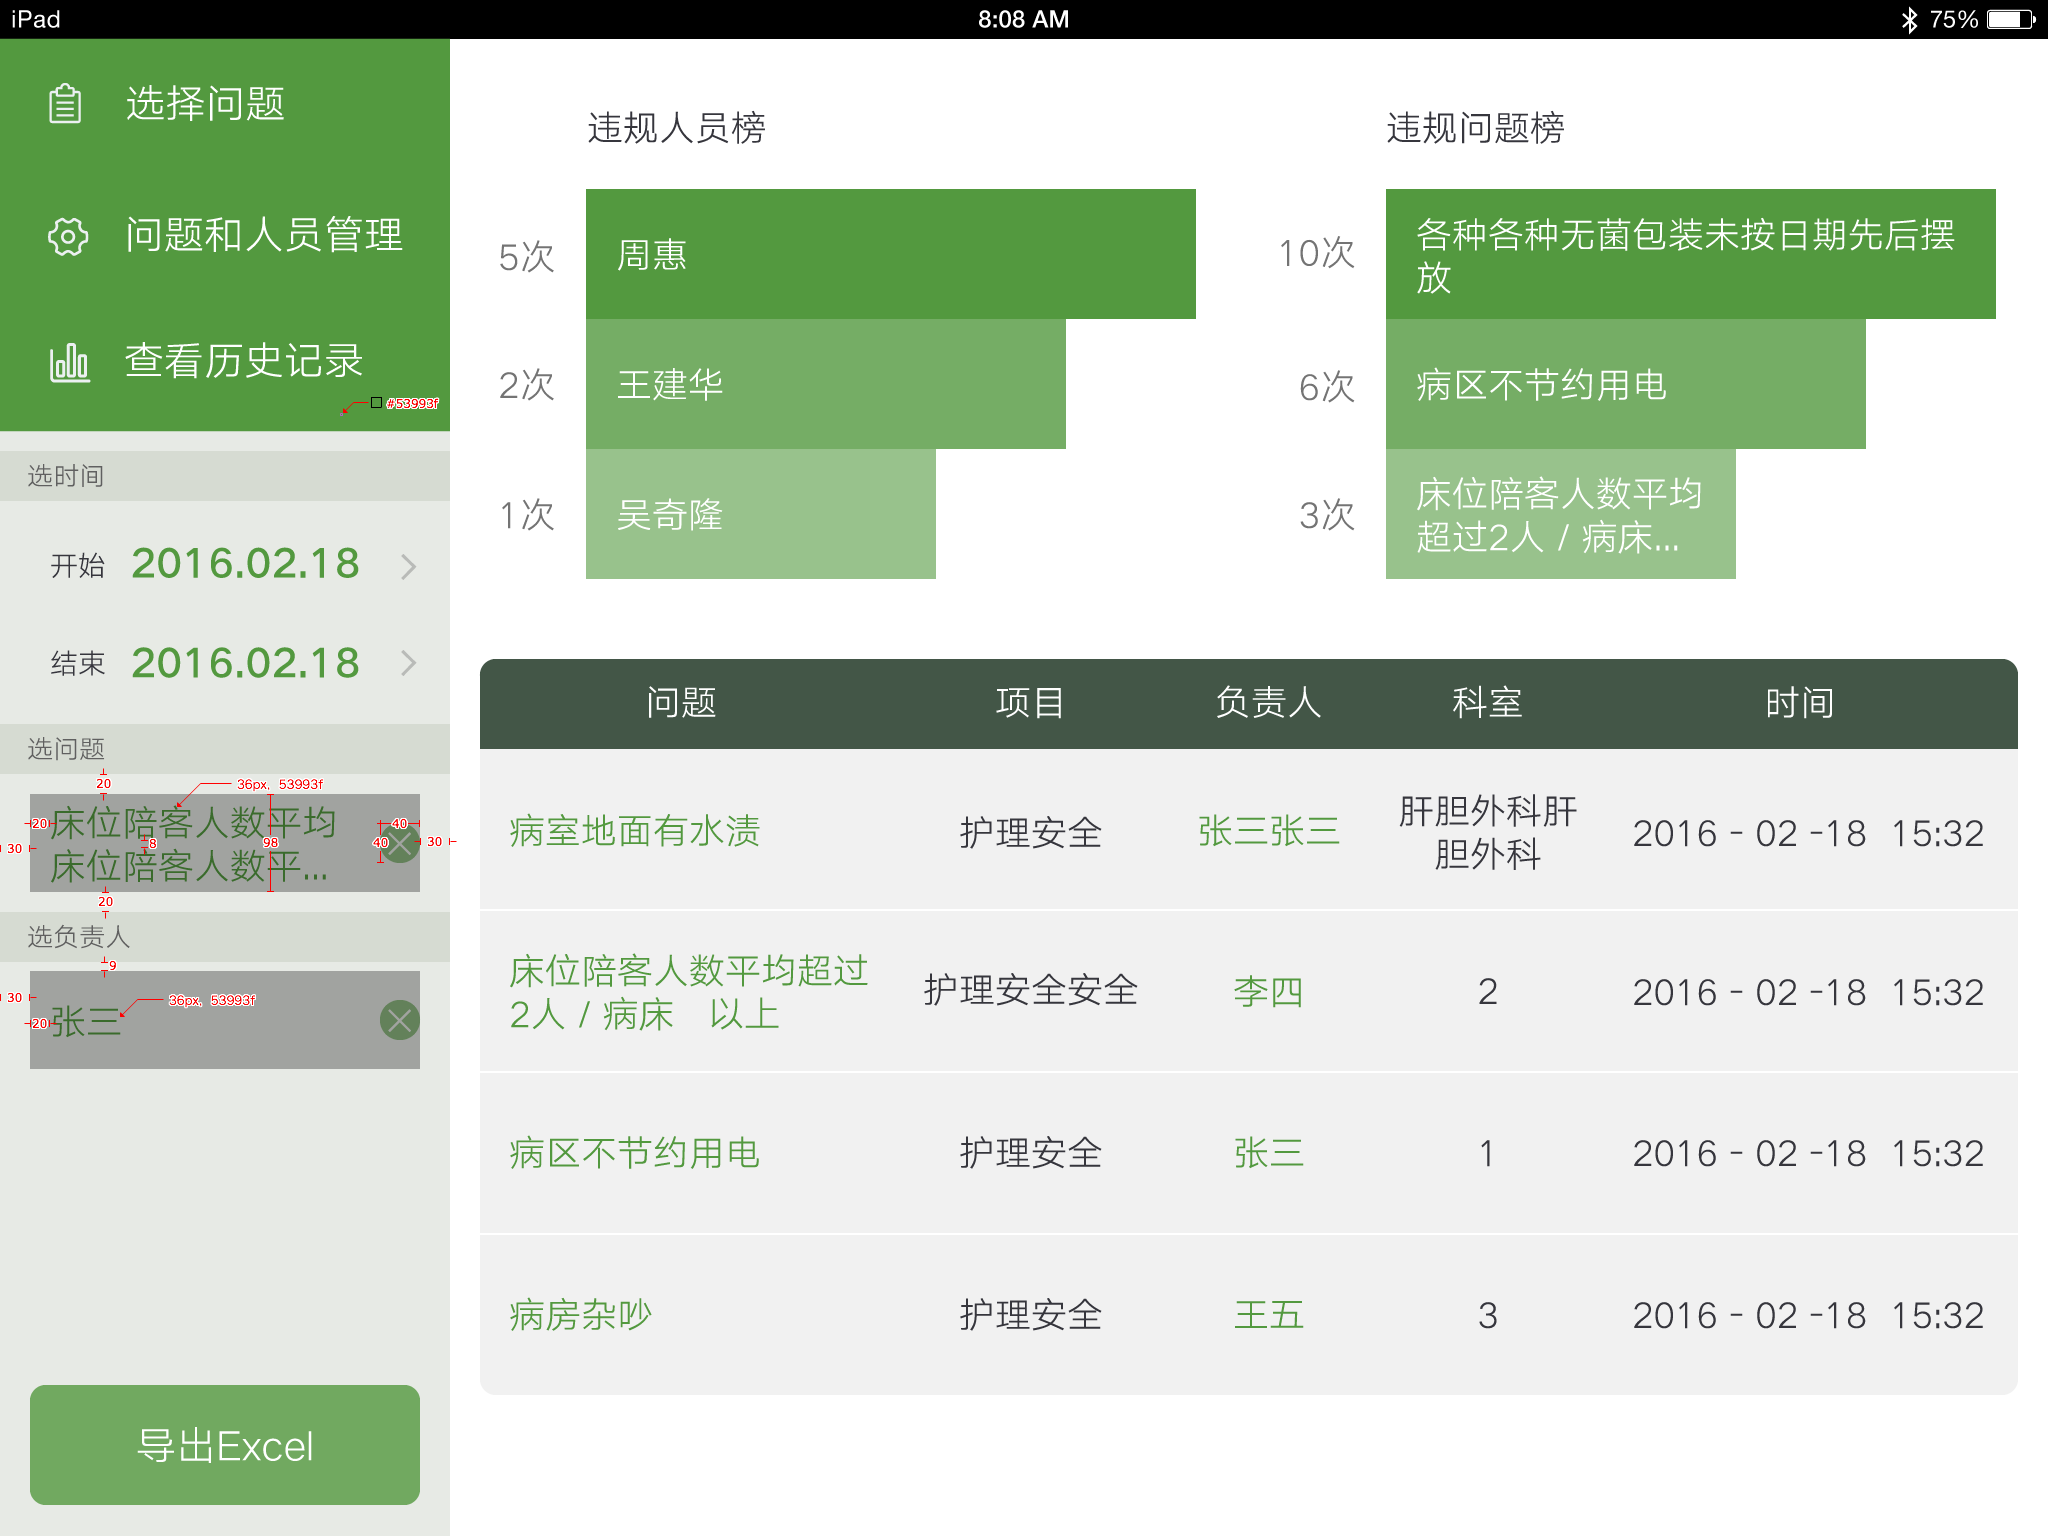 iPad
8:08 AM
75%
选择问题
问题和人员管理
查看历史记录
#53993f
选时间
开始 2016.02.18
结束 2016.02.18
选问题
20
36px, 53993f
床位陪客人数平均
床位陪客人数平...
20
30
8
98
40
40
30
20
选负责人
9
30
36px, 53993f
张三
20
导出Excel
违规人员榜
5次 周惠
2次 王建华
1次 吴奇隆
违规问题榜
10次 各种各种无菌包装未按日期先后摆
放
6次 病区不节约用电
3次 床位陪客人数平均
超过2人 / 病床...
问题 项目 负责人 科室 时间
病室地面有水渍 护理安全 张三张三 肝胆外科肝
胆外科 2016 - 02 -18 15:32
床位陪客人数平均超过
2人 / 病床 以上 护理安全安全 李四 2 2016 - 02 -18 15:32
病区不节约用电 护理安全 张三 1 2016 - 02 -18 15:32
病房杂吵 护理安全 王五 3 2016 - 02 -18 15:32